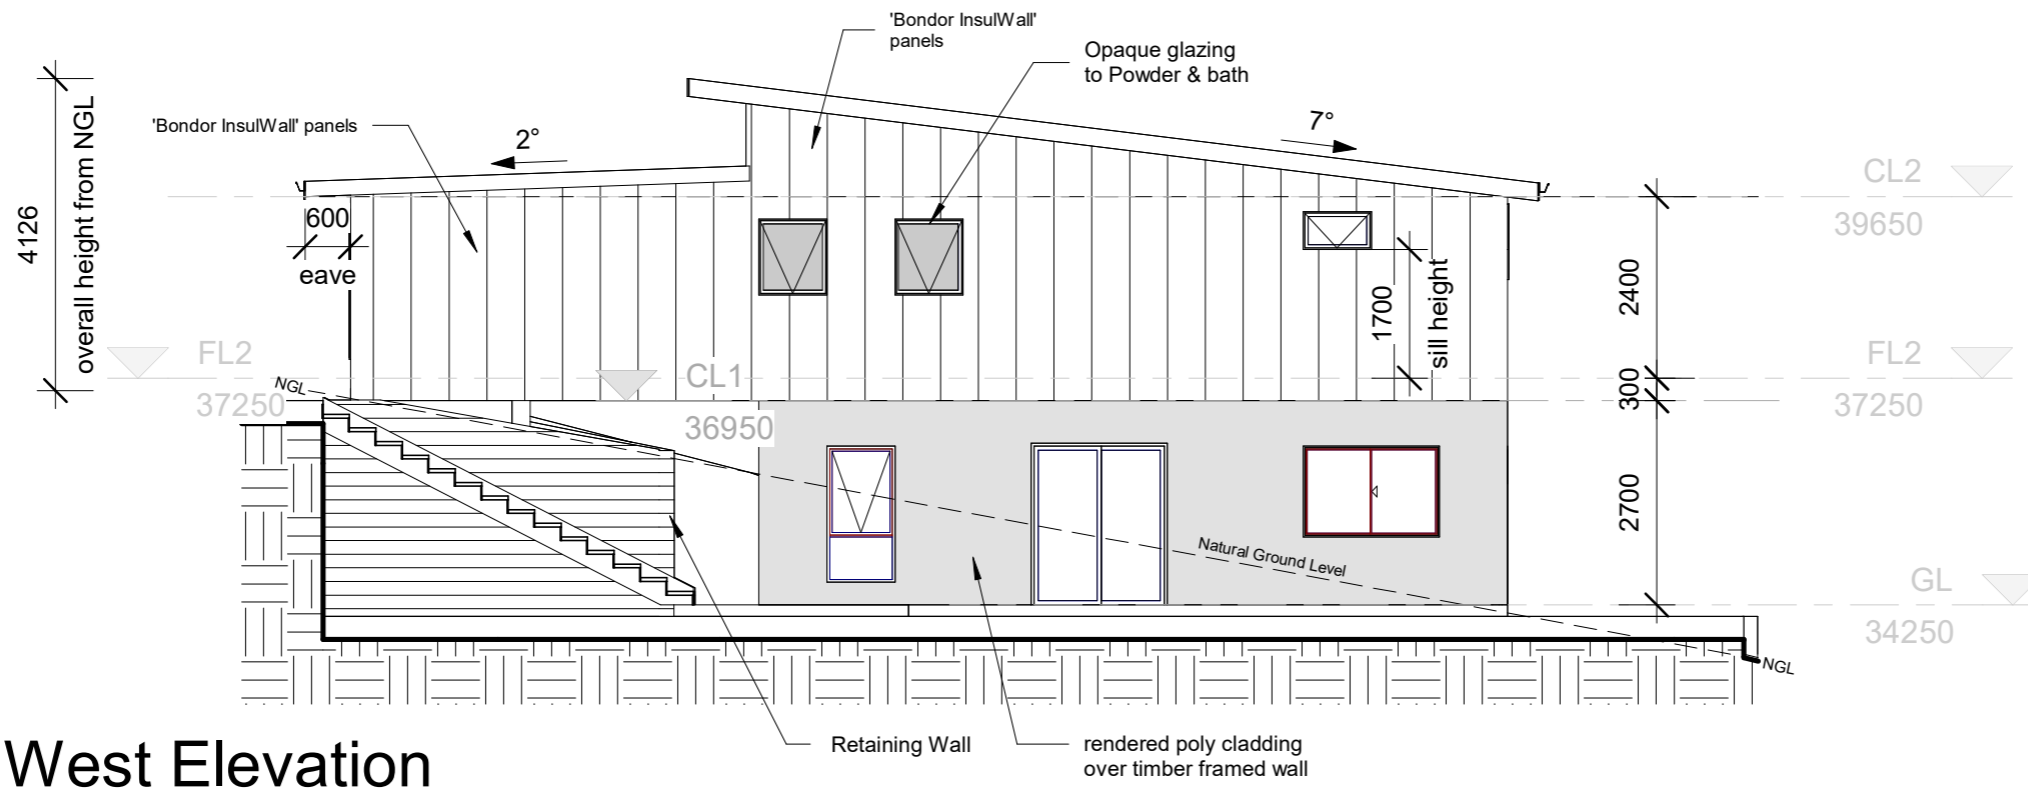 'Bondor InsulWall'
panels
Opaque glazing
to Powder & bath
'Bondor InsulWall' panels
2°
7°
4126
overall height from NGL
600
eave
CL2
39650
2400
1700
sill height
FL2
37250
NGL
CL1
36950
FL2
37250
300
2700
Natural Ground Level
GL
34250
NGL
Retaining Wall
rendered poly cladding
over timber framed wall
West Elevation